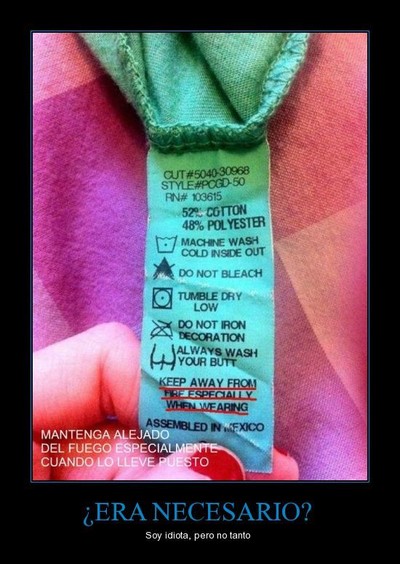 CUT#5040-30968
STYLE#PCGD-50
RN# 103615
52% COTTON
48% POLYESTER
MACHINE WASH
COLD INSIDE OUT
DO NOT BLEACH
TUMBLE DRY
LOW
DO NOT IRON
DECORATION
ALWAYS WASH
YOUR BUTT
KEEP AWAY FROM
FIRE ESPECIALLY
WHEN WEARING
ASSEMBLED IN MEXICO
MANTENGA ALEJADO
DEL FUEGO ESPECIALMENTE
CUANDO LO LLEVE PUESTO
¿ERA NECESARIO?
Soy idiota, pero no tanto